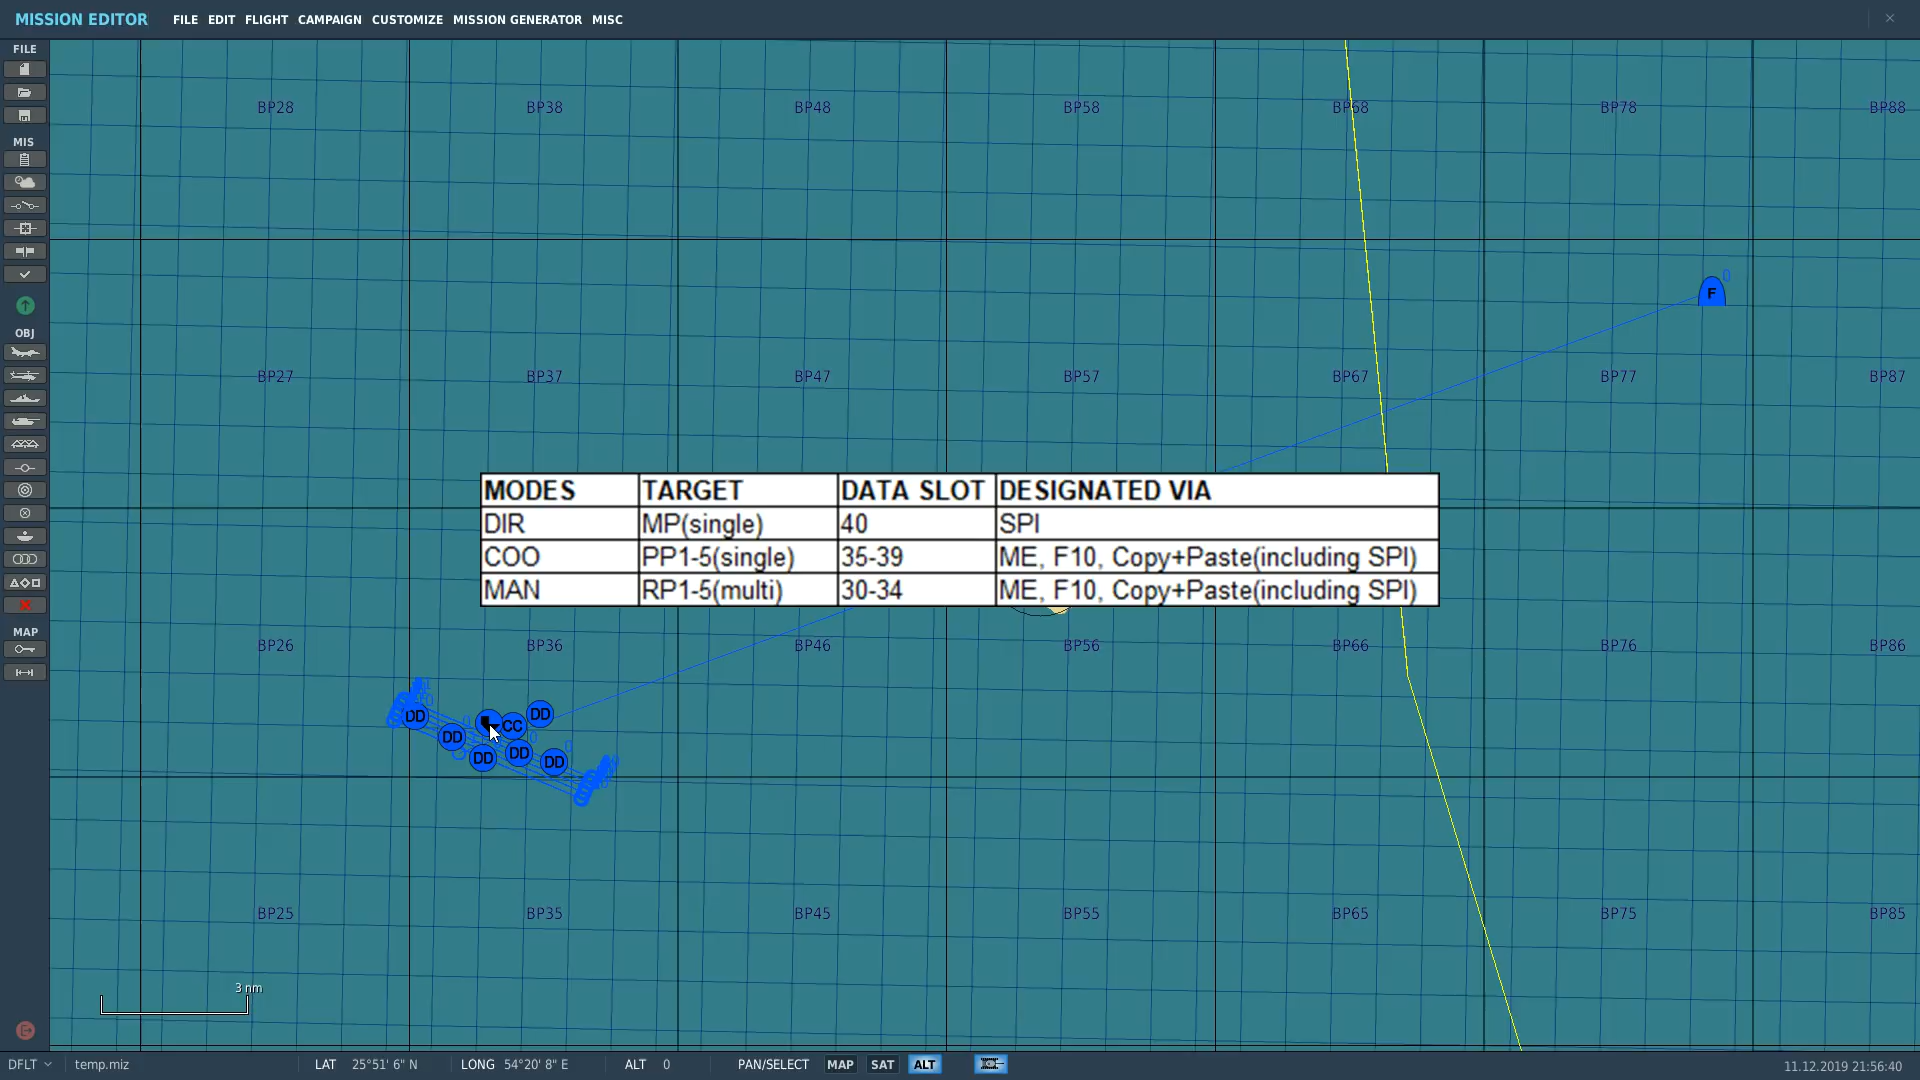 MISSION EDITOR FILE EDIT FLIGHT CAMPAIGN CUSTOMIZE MISSION GENERATOR MISC
FILE
MIS
OBJ
MAP
BP28 BP38 BP48 BP58 BP68 BP78 BP88
0
F
BP27 BP37 BP47 BP57 BP67 BP77 BP87
MODES TARGET DATA SLOT DESIGNATED VIA
DIR MP(single) 40 SPI
COO PP1-5(single) 35-39 ME, F10, Copy+Paste(including SPI)
MAN RP1-5(multi) 30-34 ME, F10, Copy+Paste(including SPI)
BP26 BP36 BP46 BP56 BP66 BP76 BP86
DD CC DD
DD DD DD DD
BP25 BP35 BP45 BP55 BP65 BP75 BP85
3 nm
DFLT temp.miz LAT 25°51' 6" N LONG 54°20' 8" E ALT 0 PAN/SELECT MAP SAT ALT 11.12.2019 21:56:40